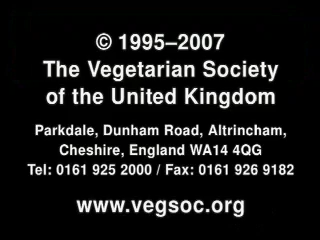 © 1995–2007
The Vegetarian Society
of the United Kingdom
Parkdale, Dunham Road, Altrincham,
Cheshire, England WA14 4QG
Tel: 0161 925 2000 / Fax: 0161 926 9182
www.vegsoc.org